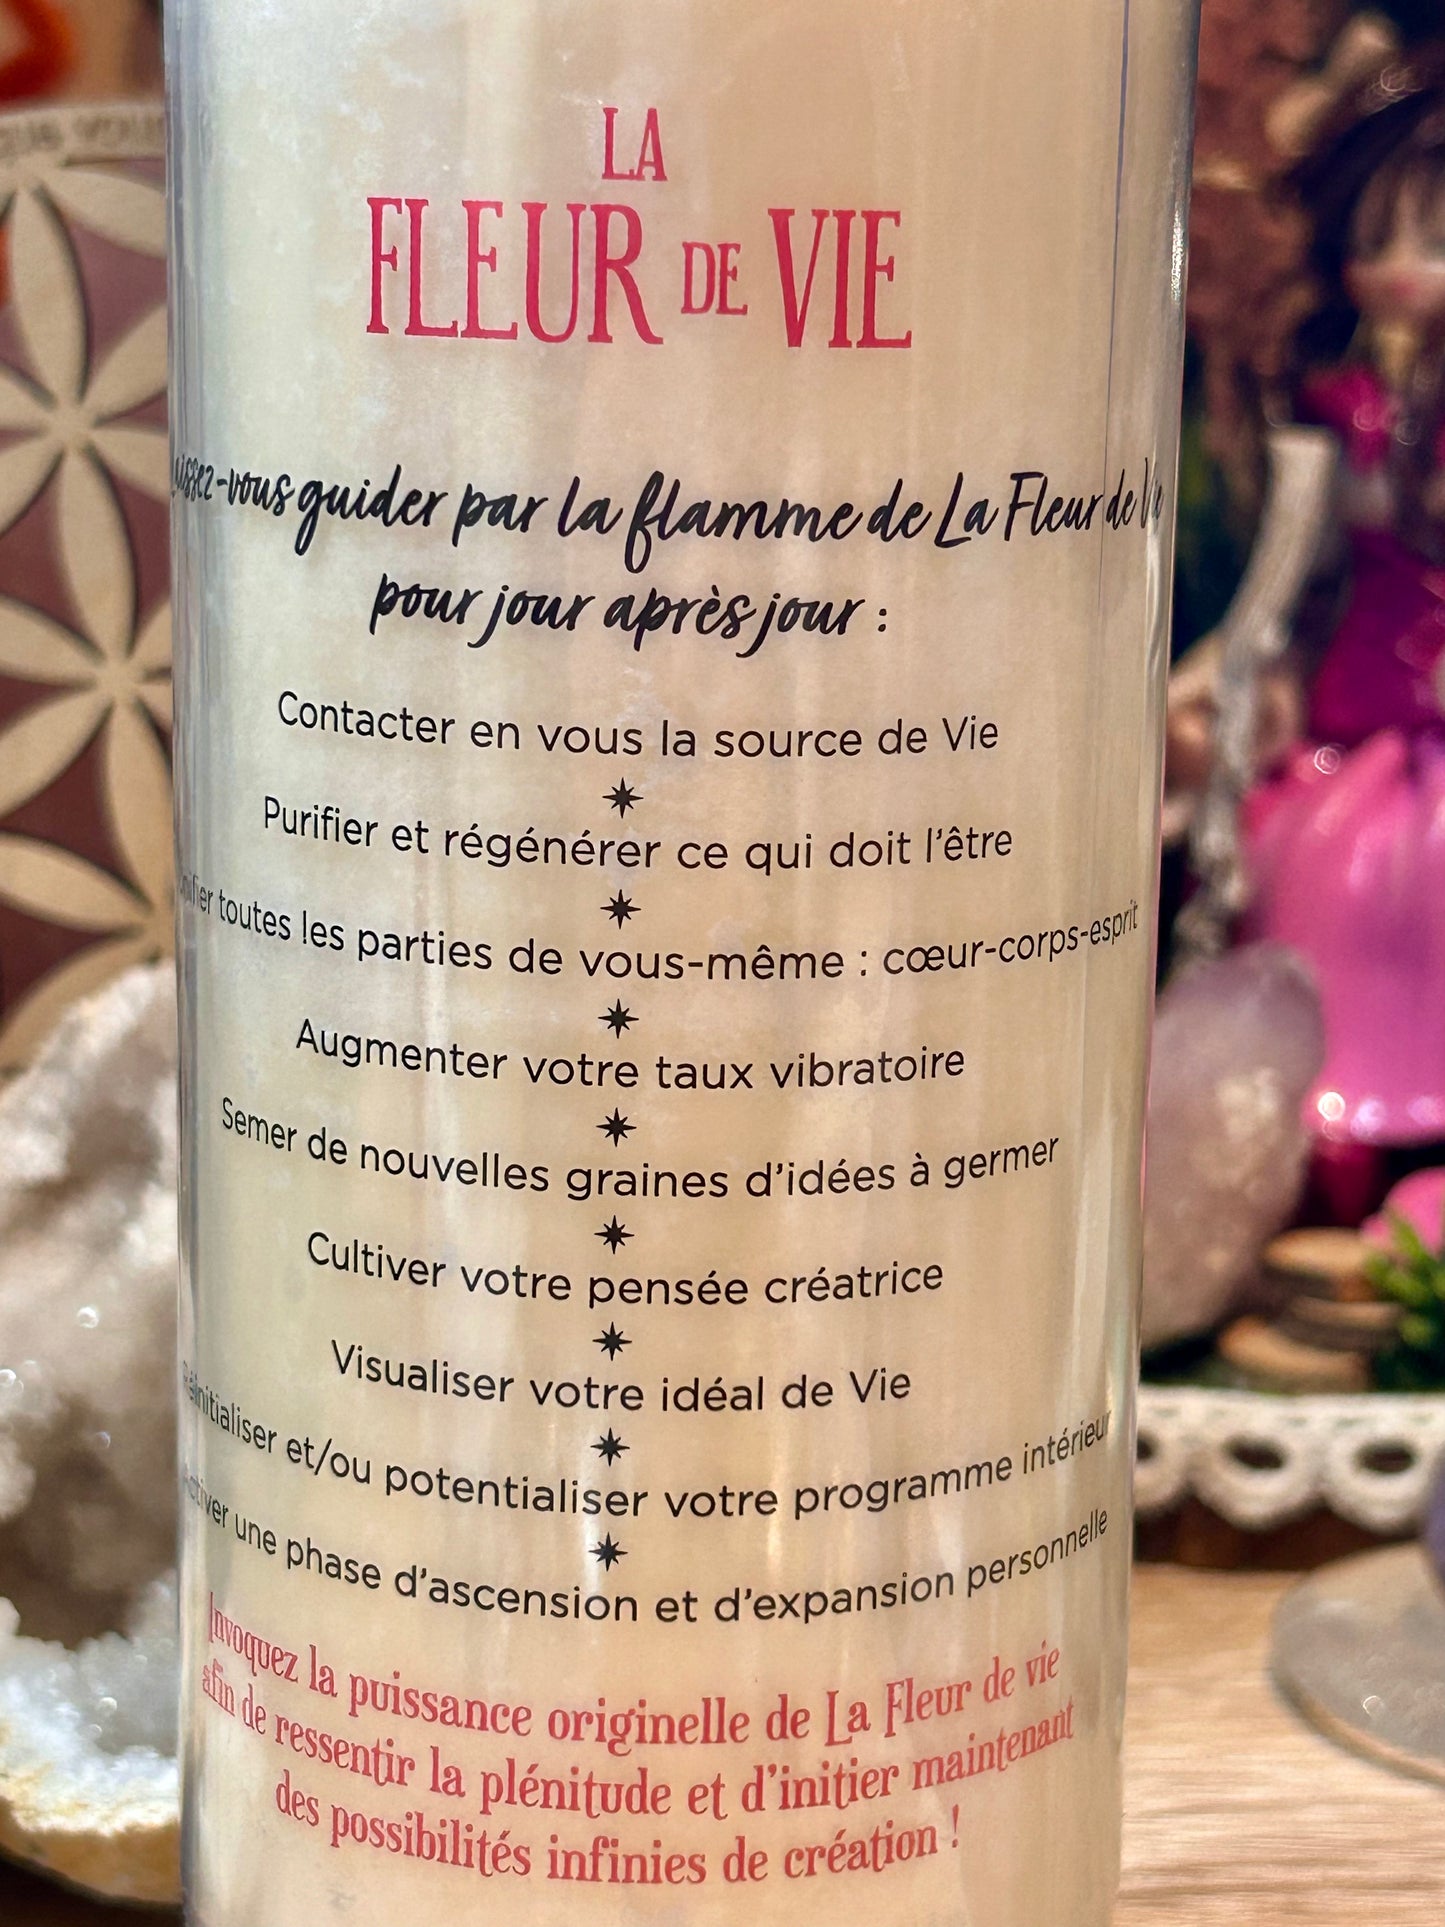 LA
FLEUR DE VIE
guider par la flamme de La Fleur de Vie
pour jour après jour :
Contacter en vous la source de Vie
Purifier et régénérer ce qui doit l'être
toutes les parties de vous-même : cœur-corps-esprit
Augmenter votre taux vibratoire
Semer de nouvelles graines d'idées à germer
Cultiver votre pensée créatrice
Visualiser votre idéal de Vie
Réinitialiser et/ou potentialiser votre programme intérieur
Activer une phase d'ascension et d'expansion personnelle
Invoquez la puissance originelle de La Fleur de vie
afin de ressentir la plénitude et d'initier maintenant
des possibilités infinies de création !